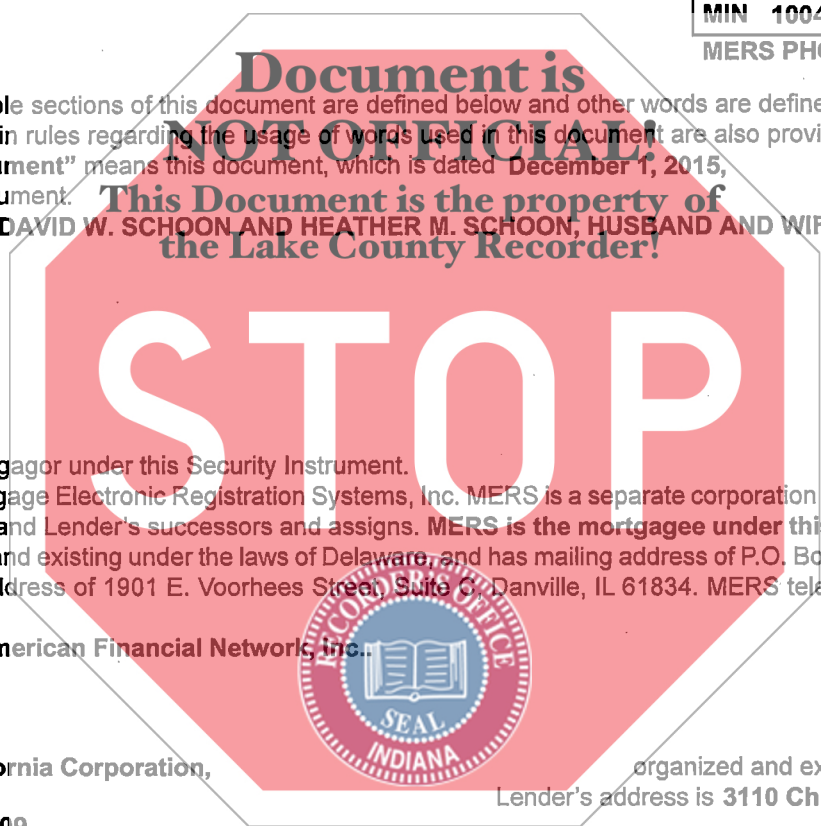 MIN 1004
MERS PHO
Document is
ple sections of this document are defined below and other words are define
in rules regarding the usage of words used in this document are also provi
NOT OFFICIAL!
ument” means this document, which is dated December 1, 2015,
ument.
This Document is the property of
DAVID W. SCHOON AND HEATHER M. SCHOON, HUSBAND AND WIF
the Lake County Recorder!
STOP
gagor under this Security Instrument.
gage Electronic Registration Systems, Inc. MERS is a separate corporation
and Lender's successors and assigns. MERS is the mortgagee under thi
nd existing under the laws of Delaware, and has mailing address of P.O. Bo
ddress of 1901 E. Voorhees Street, Suite C, Danville, IL 61834. MERS tele
RECORDER'S OFFICE
merican Financial Network, Inc..
SEAL
INDIANA
ornia Corporation,
organized and ex
Lender's address is 3110 Ch